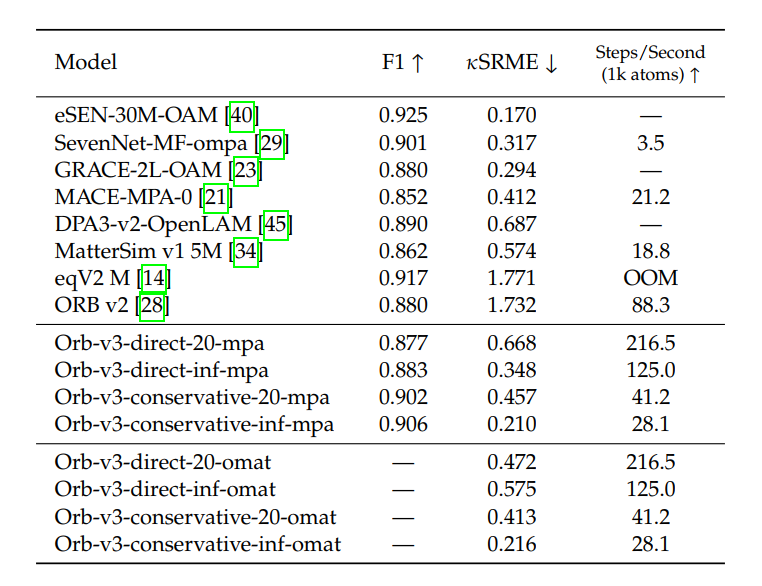 Model F1 ↑ κSRME ↓ Steps/Second (1k atoms) ↑
eSEN-30M-OAM [40] 0.925 0.170 —
SevenNet-MF-ompa [29] 0.901 0.317 3.5
GRACE-2L-OAM [23] 0.880 0.294 —
MACE-MPA-0 [21] 0.852 0.412 21.2
DPA3-v2-OpenLAM [45] 0.890 0.687 —
MatterSim v1 5M [34] 0.862 0.574 18.8
eqV2 M [14] 0.917 1.771 OOM
ORB v2 [28] 0.880 1.732 88.3
Orb-v3-direct-20-mpa 0.877 0.668 216.5
Orb-v3-direct-inf-mpa 0.883 0.348 125.0
Orb-v3-conservative-20-mpa 0.902 0.457 41.2
Orb-v3-conservative-inf-mpa 0.906 0.210 28.1
Orb-v3-direct-20-omat — 0.472 216.5
Orb-v3-direct-inf-omat — 0.575 125.0
Orb-v3-conservative-20-omat — 0.413 41.2
Orb-v3-conservative-inf-omat — 0.216 28.1